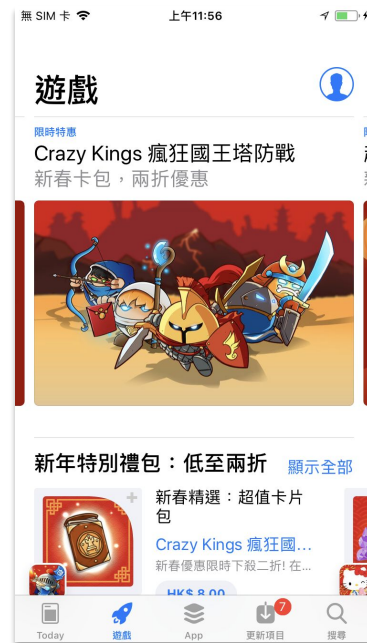 無 SIM 卡
上午11:56
遊戲
限時特惠
Crazy Kings 瘋狂國王塔防戰
新春卡包，兩折優惠
新年特別禮包：低至兩折
顯示全部
新春精選：超值卡片
包
Crazy Kings 瘋狂國...
新春優惠限時下殺二折! 在...
HK$ 8.00
Today
遊戲
App
7
更新項目
搜尋